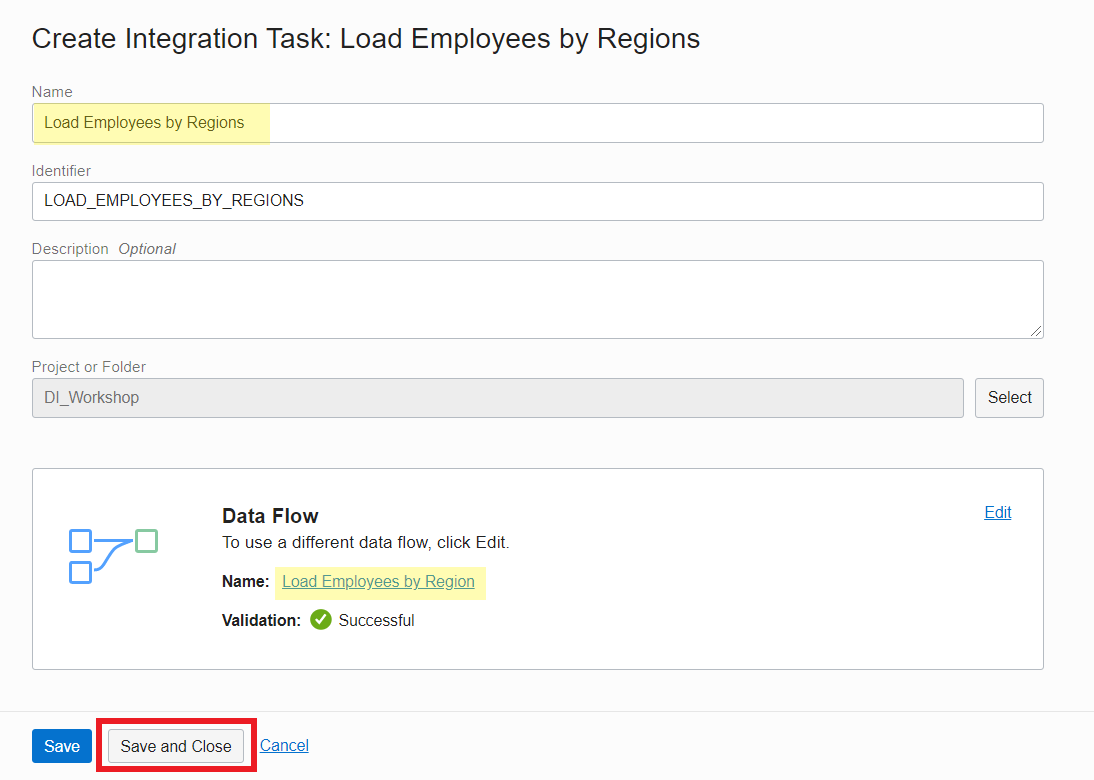 Create Integration Task: Load Employees by Regions
Name
Load Employees by Regions
Identifier
LOAD_EMPLOYEES_BY_REGIONS
Description Optional
Project or Folder
DI_Workshop
Select
Data Flow
Edit
To use a different data flow, click Edit.
Name: Load Employees by Region
Validation: Successful
Save Save and Close Cancel